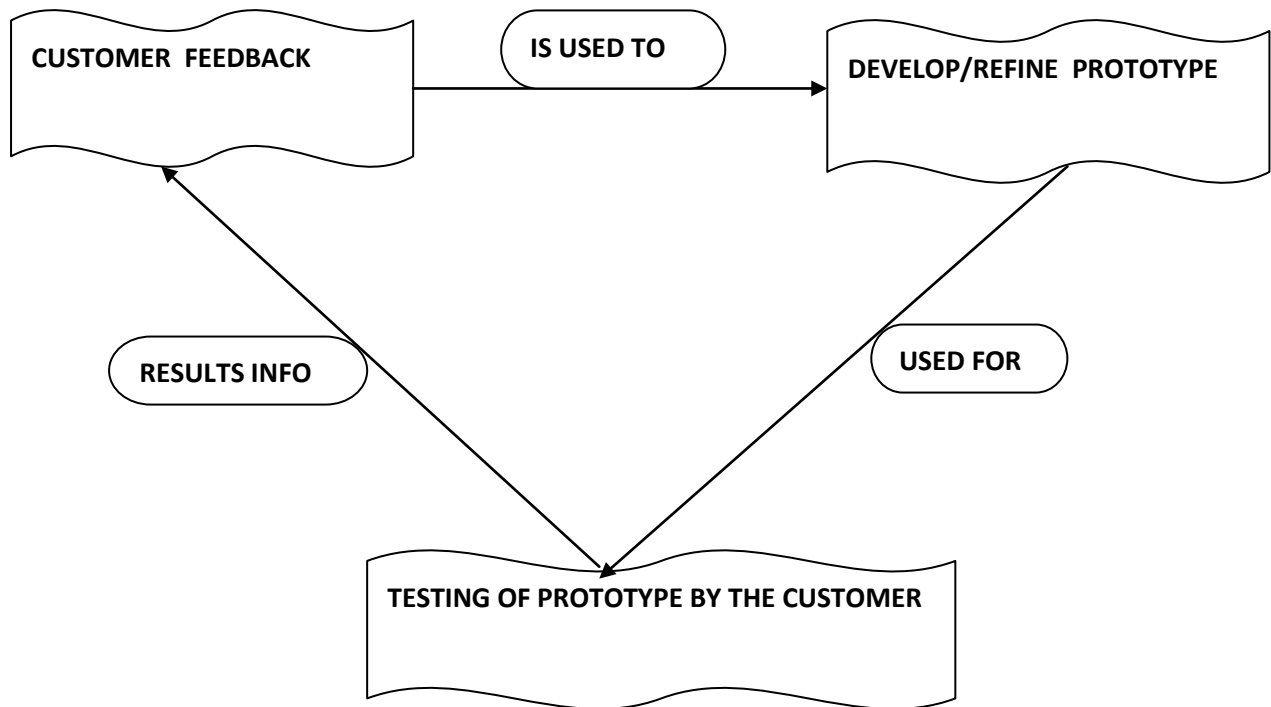 CUSTOMER FEEDBACK
IS USED TO
DEVELOP/REFINE PROTOTYPE
RESULTS INFO
USED FOR
TESTING OF PROTOTYPE BY THE CUSTOMER